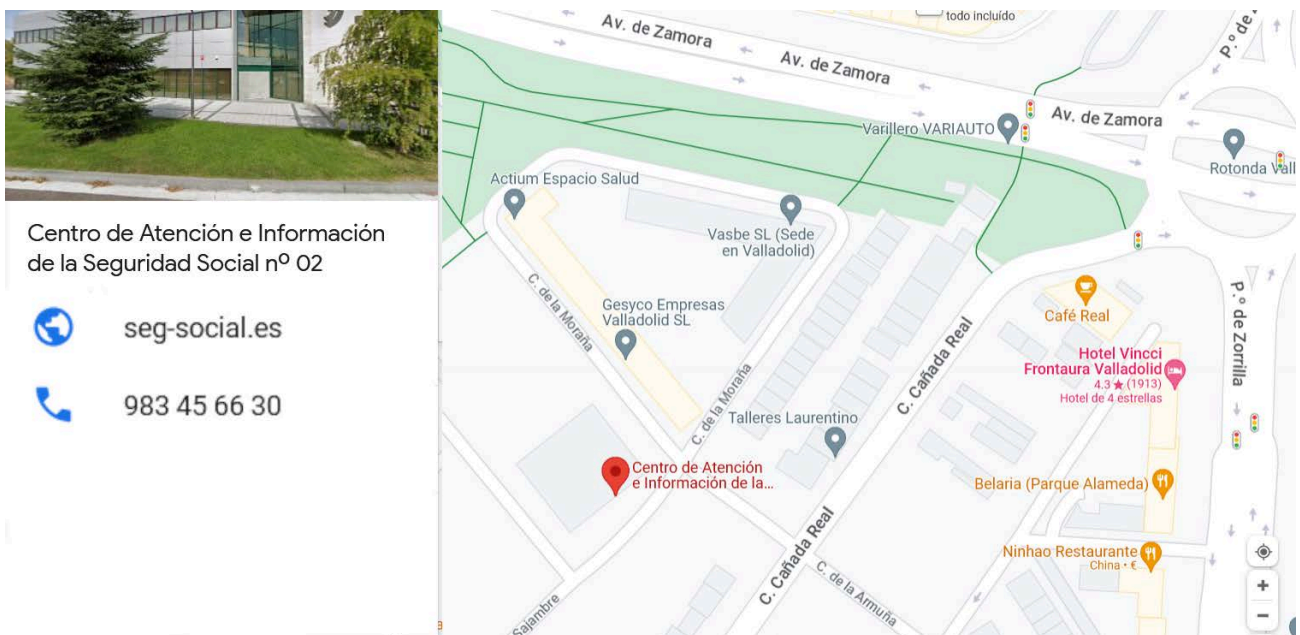 Centro de Atención e Información
de la Seguridad Social nº 02
seg-social.es
983 45 66 30
todo incluído
Av. de Zamora
Av. de Zamora
Av. de Zamora
Varillero VARIAUTO
Rotonda Vall
Actium Espacio Salud
Vasbe SL (Sede
en Valladolid)
C. de la Moraña
Gesyco Empresas
Valladolid SL
Café Real
P.º de Zorrilla
Hotel Vincci
Frontaura Valladolid
4.3 ★ (1913)
Hotel de 4 estrellas
C. Cañada Real
C. de la Moraña
Talleres Laurentino
Centro de Atención
e Información de la...
Belaria (Parque Alameda)
C. Cañada Real
Ninhao Restaurante
China • €
C. de la Armuña
Sajambre
+
−